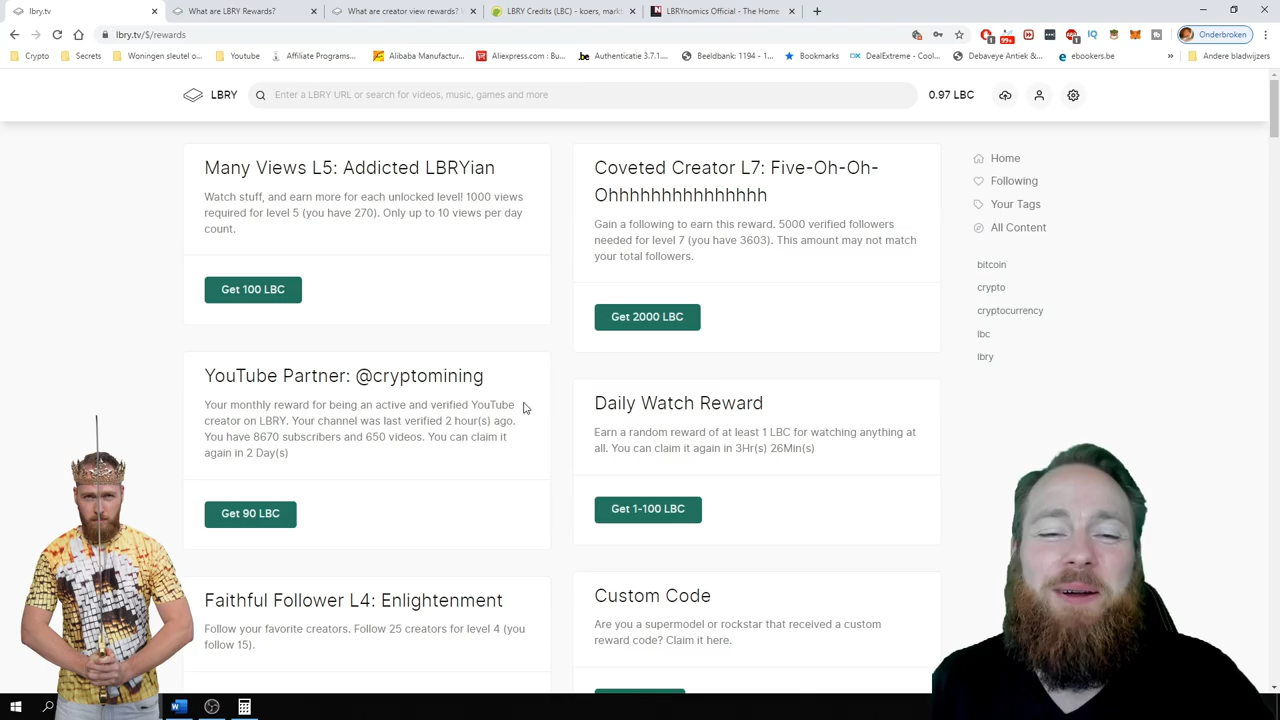 lbry.tv
What are LBRY Rewards?
What are creator view rewards?
LBRY Credits (LBC) - koers, mark
LBRYnomics Official - The Home
lbry.tv/$/rewards
Onderbroken
Crypto
Secrets
Woningen sleutel o...
Youtube
Affiliate Programs...
Alibaba Manufactur...
Aliexpress.com : Bu...
Authenticatie 3.7.1....
Beeldbank: 1194 - 1...
Bookmarks
DealExtreme - Cool...
Debaveye Antiek &...
ebookers.be
Andere bladwijzers
LBRY
Enter a LBRY URL or search for videos, music, games and more
0.97 LBC
Many Views L5: Addicted LBRYian
Watch stuff, and earn more for each unlocked level! 1000 views
required for level 5 (you have 270). Only up to 10 views per day
count.
Get 100 LBC
Coveted Creator L7: Five-Oh-Oh-
Ohhhhhhhhhhhhhhh
Gain a following to earn this reward. 5000 verified followers
needed for level 7 (you have 3603). This amount may not match
your total followers.
Get 2000 LBC
Home
Following
Your Tags
All Content
bitcoin
crypto
cryptocurrency
lbc
lbry
YouTube Partner: @cryptomining
Your monthly reward for being an active and verified YouTube
creator on LBRY. Your channel was last verified 2 hour(s) ago.
You have 8670 subscribers and 650 videos. You can claim it
again in 2 Day(s)
Get 90 LBC
Daily Watch Reward
Earn a random reward of at least 1 LBC for watching anything at
all. You can claim it again in 3Hr(s) 26Min(s)
Get 1-100 LBC
Faithful Follower L4: Enlightenment
Follow your favorite creators. Follow 25 creators for level 4 (you
follow 15).
Custom Code
Are you a supermodel or rockstar that received a custom
reward code? Claim it here.